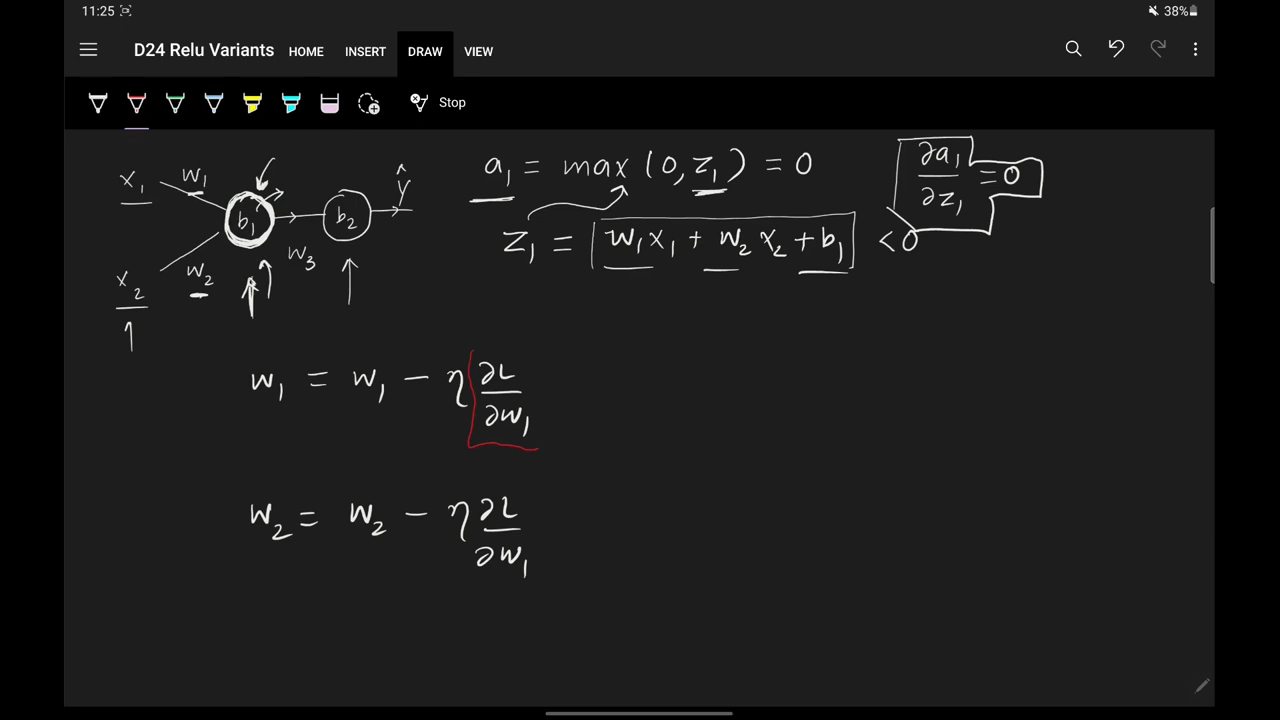 11:25
38%
D24 Relu Variants HOME INSERT DRAW VIEW
Stop
x₁ w₁ b₁ b₂ ŷ
w₃
x₂ w₂
1
a₁ = max (0, z₁) = 0
z₁ = w₁x₁ + w₂x₂ + b₁ < 0
∂a₁/∂z₁ = 0
w₁ = w₁ − η ∂L/∂w₁
w₂ = w₂ − η ∂L/∂w₁